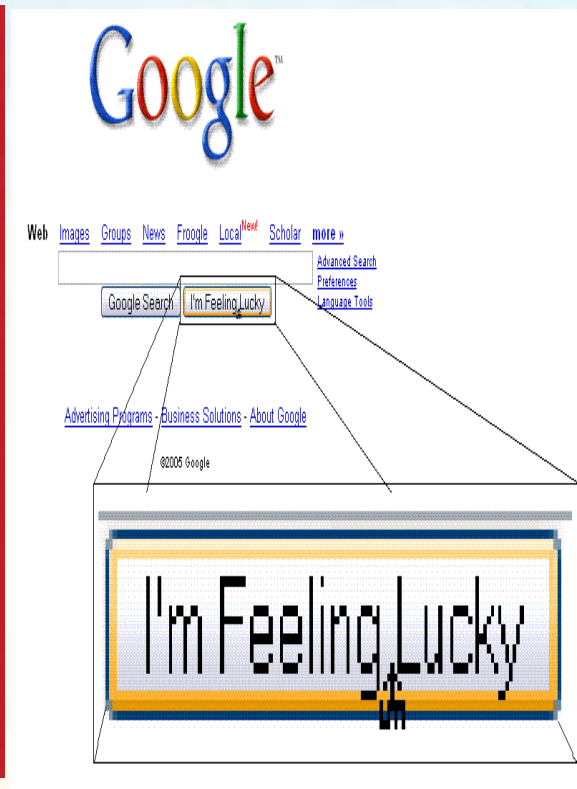 Google™
Web Images Groups News Froogle Local New! Scholar more »
Advanced Search
Preferences
Google Search I'm Feeling Lucky Language Tools
Advertising Programs - Business Solutions - About Google
©2005 Google
I'm Feeling Lucky